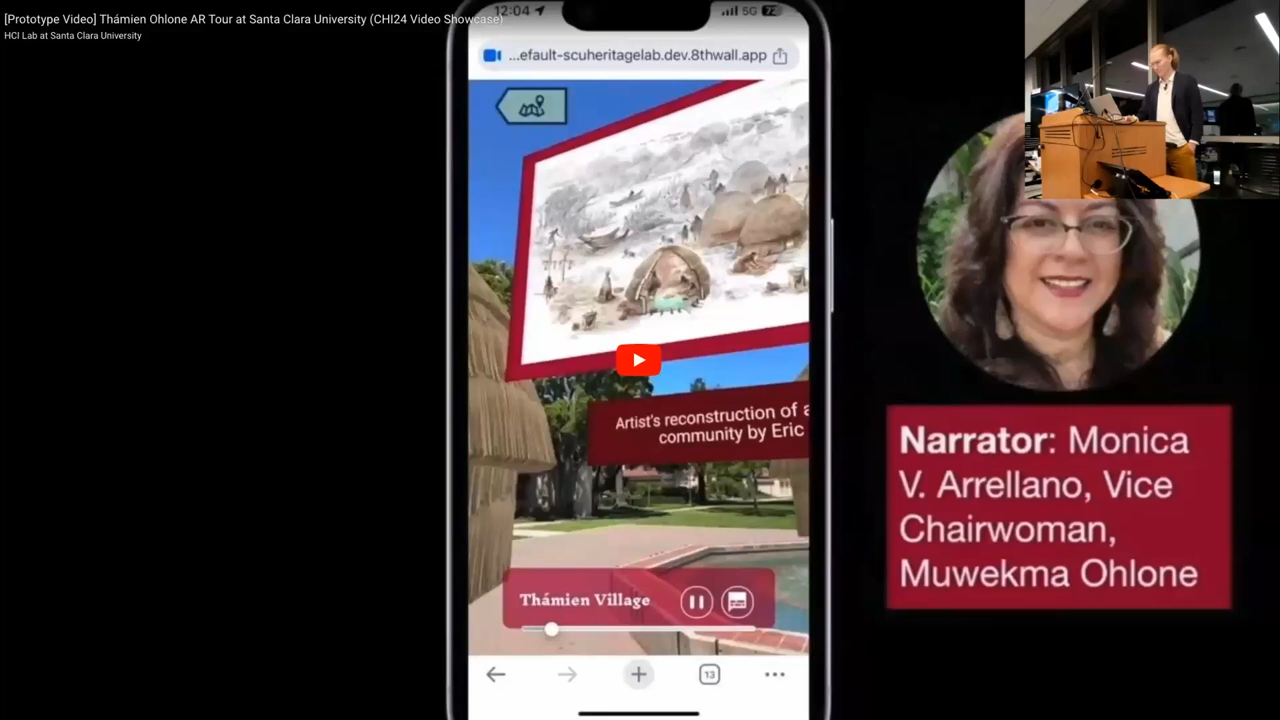 [Prototype Video] Thámien Ohlone AR Tour at Santa Clara University (CHI24 Video Showcase)
HCI Lab at Santa Clara University
12:04
5G 72
...efault-scuheritagelab.dev.8thwall.app
Artist's reconstruction of a
community by Eric
Thámien Village
13
Narrator: Monica
V. Arrellano, Vice
Chairwoman,
Muwekma Ohlone